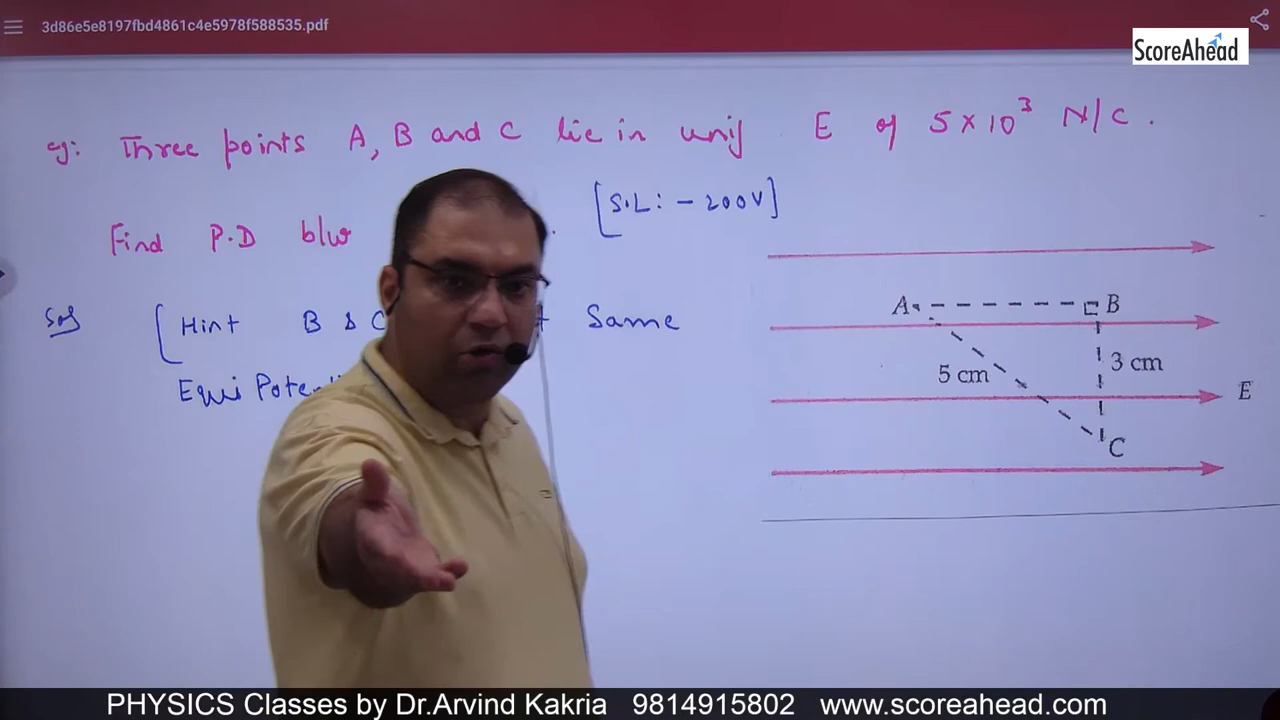 3d86e5e8197fbd4861c4e5978f588535.pdf
ScoreAhead
eg: Three points A, B and C lie in unif E of 5×10³ N/C.
Find P.D b/w
[S.L: - 200V]
Sol [Hint B & C Same
Equi Poten
A B
3 cm
5 cm
E
C
PHYSICS Classes by Dr.Arvind Kakria 9814915802 www.scoreahead.com